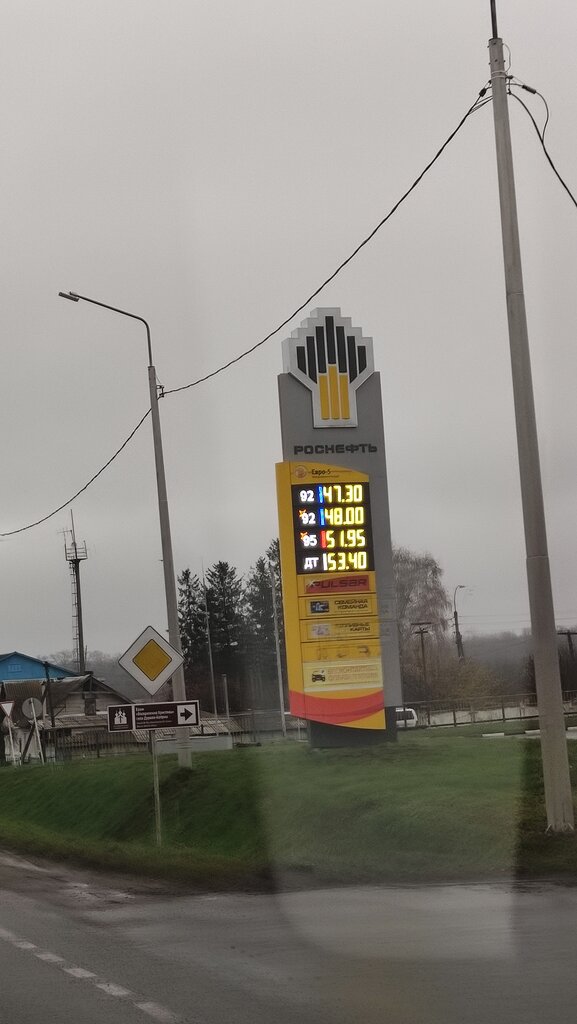 РОСНЕФТЬ
Евро-5
92 47.30
92 48.00
95 51.95
ДТ 53.40
PULSAR
СЕМЕЙНАЯ
КОМАНДА
ТОПЛИВНЫЕ
КАРТЫ
Храм